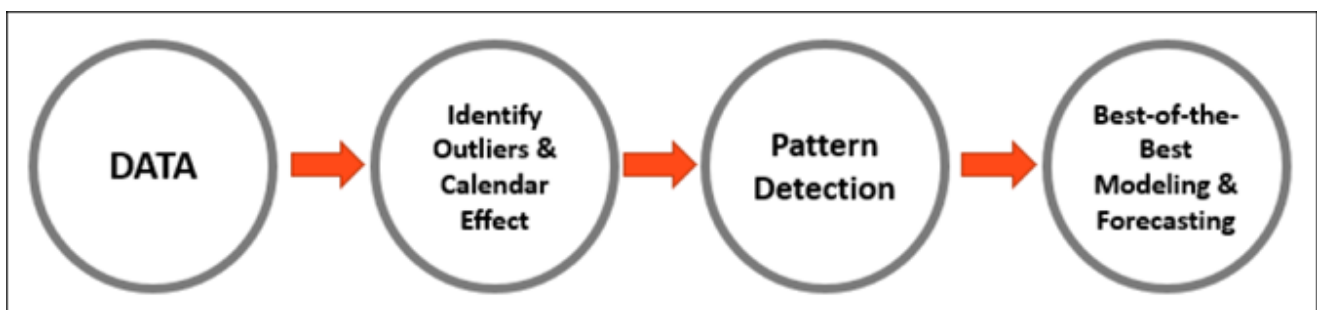 DATA
Identify
Outliers &
Calendar
Effect
Pattern
Detection
Best-of-the-
Best
Modeling &
Forecasting